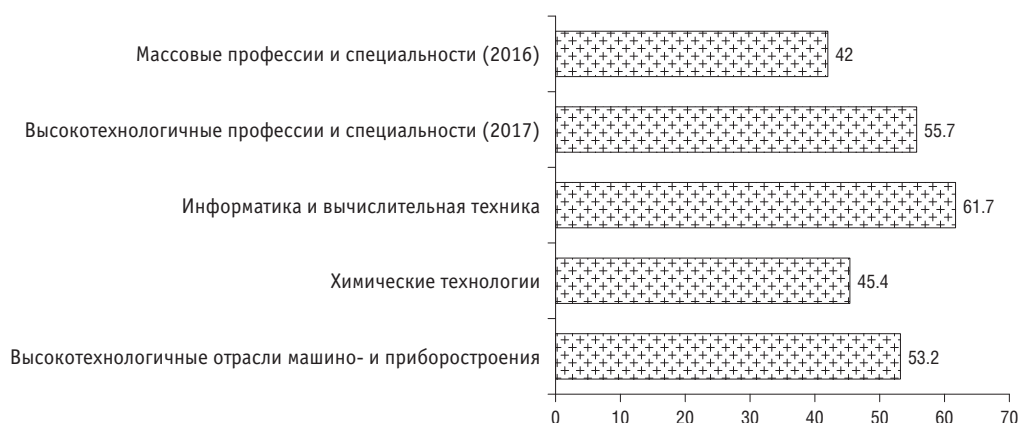 Массовые профессии и специальности (2016)
42
Высокотехнологичные профессии и специальности (2017)
55.7
Информатика и вычислительная техника
61.7
Химические технологии
45.4
Высокотехнологичные отрасли машино- и приборостроения
53.2
0 10 20 30 40 50 60 70